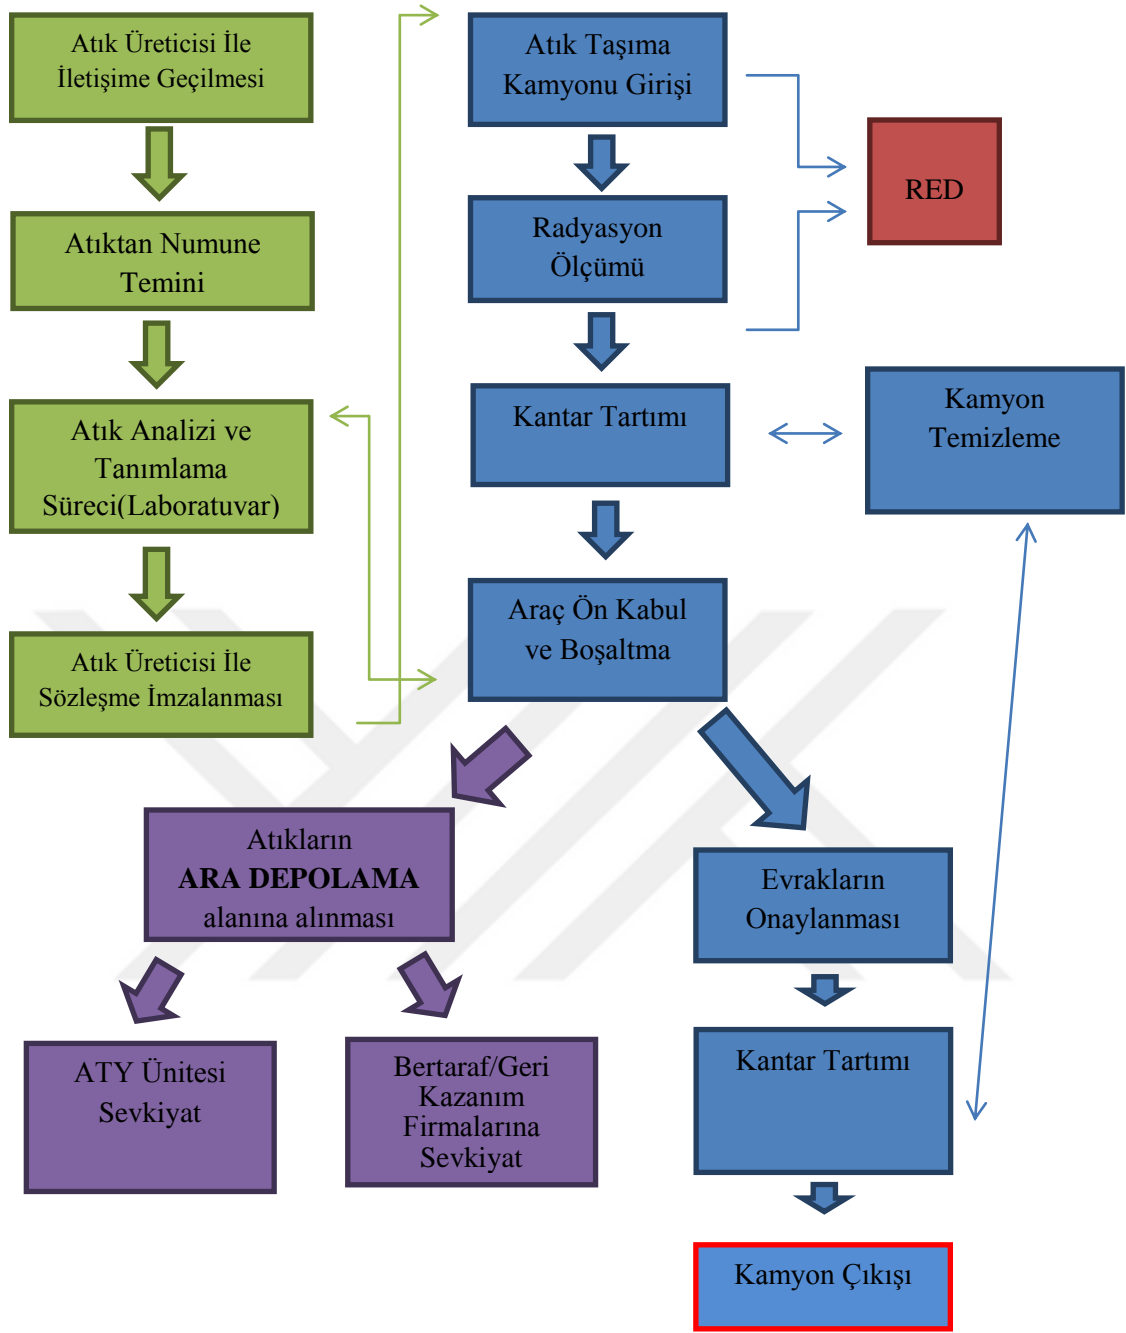 Atık Üreticisi İle
İletişime Geçilmesi
Atıktan Numune
Temini
Atık Analizi ve
Tanımlama
Süreci(Laboratuvar)
Atık Üreticisi İle
Sözleşme İmzalanması
Atık Taşıma
Kamyonu Girişi
RED
Radyasyon
Ölçümü
Kantar Tartımı
Kamyon
Temizleme
Araç Ön Kabul
ve Boşaltma
Atıkların
ARA DEPOLAMA
alanına alınması
ATY Ünitesi
Sevkiyat
Bertaraf/Geri
Kazanım
Firmalarına
Sevkiyat
Evrakların
Onaylanması
Kantar Tartımı
Kamyon Çıkışı